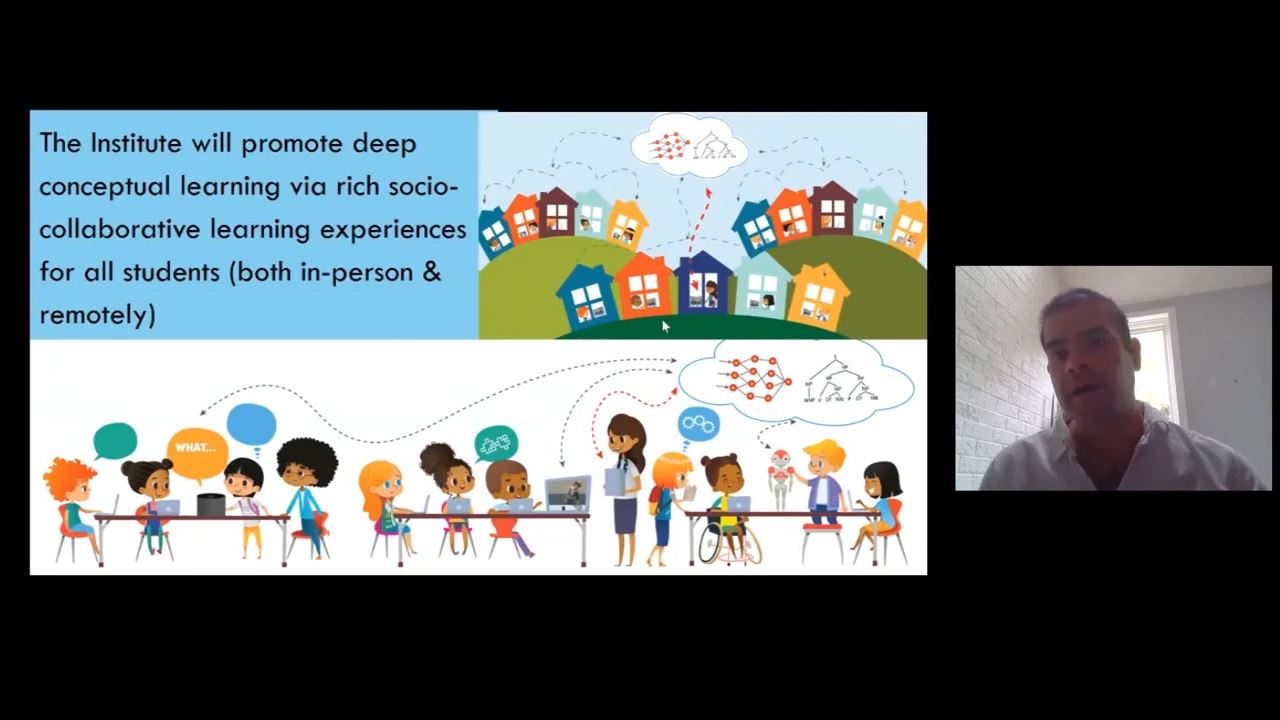 The Institute will promote deep
conceptual learning via rich socio-
collaborative learning experiences
for all students (both in-person &
remotely)
WHAT...